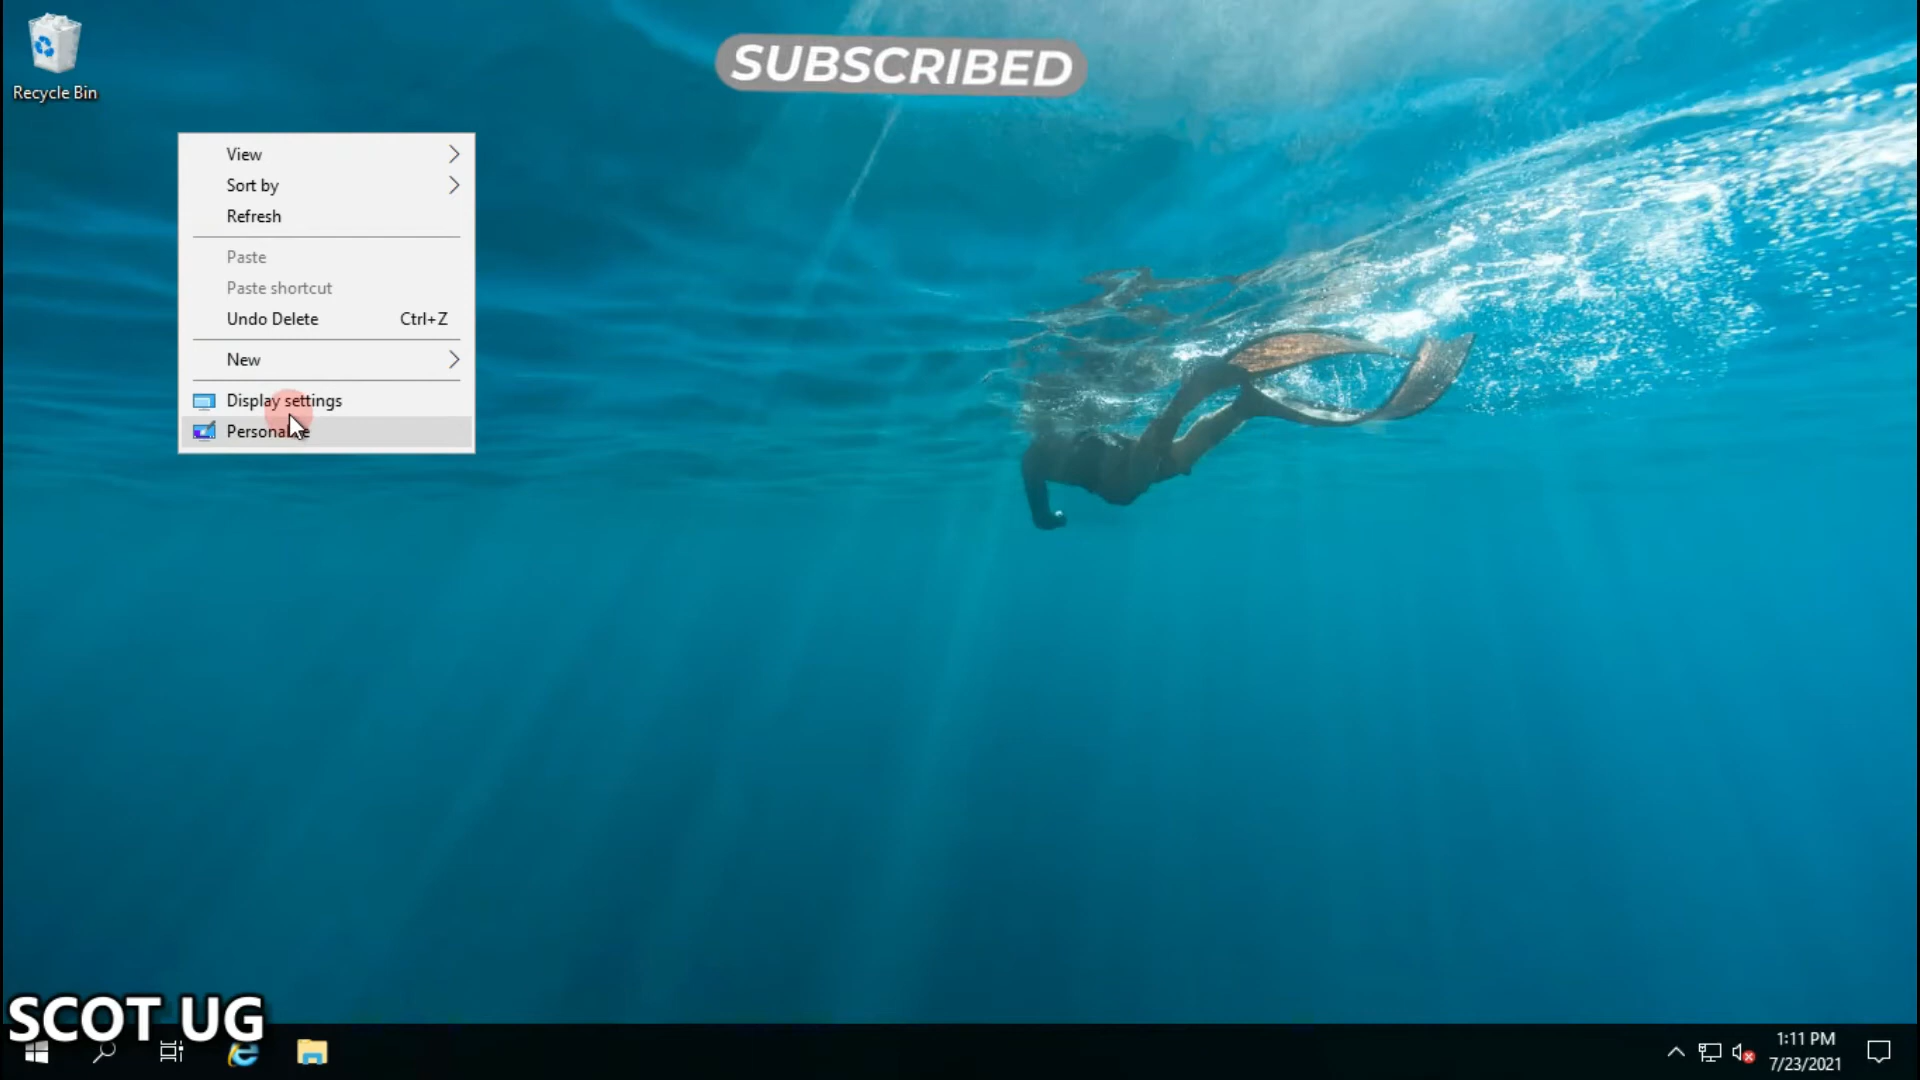 SUBSCRIBED
Recycle Bin
View
Sort by
Refresh
Paste
Paste shortcut
Undo Delete Ctrl+Z
New
Display settings
Personalize
SCOT UG
1:11 PM
7/23/2021